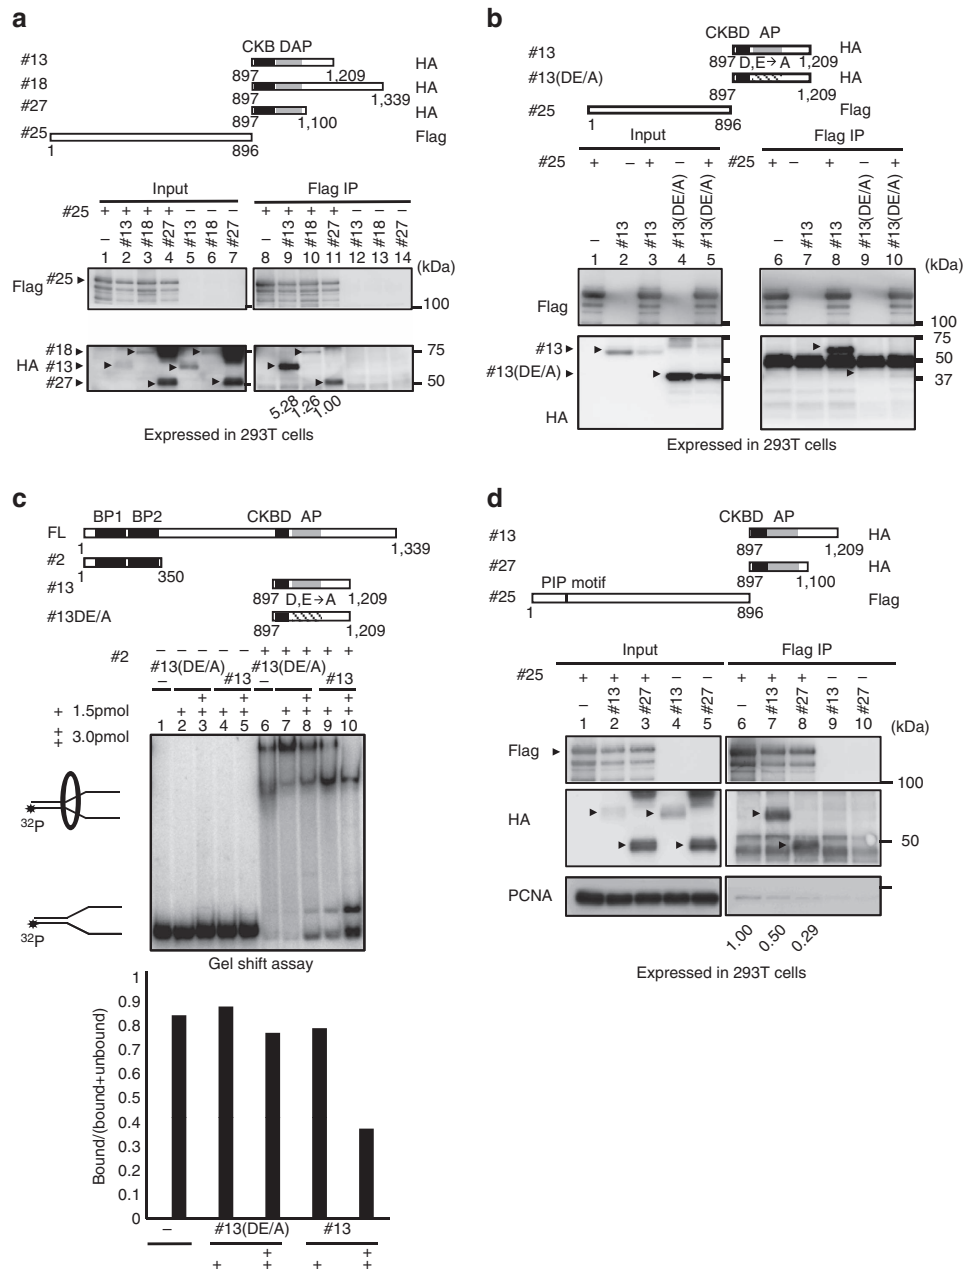 a
CKB DAP
#13
897
1,209
HA
#18
897
1,339
HA
#27
897
1,100
HA
#25
1
896
Flag
Input
Flag IP
#25 + + + + – – – + + + + – – –
– #13 #18 #27 #13 #18 #27 – #13 #18 #27 #13 #18 #27
1 2 3 4 5 6 7 8 9 10 11 12 13 14
(kDa)
Flag #25
100
#18
75
HA #13
#27
50
5.28 1.26 1.00
Expressed in 293T cells
b
CKBD AP
#13
HA
897 D,E→A 1,209
#13(DE/A)
HA
897
1,209
#25
Flag
1
896
Input
Flag IP
#25 + – + – + #25 + – + – +
– #13 #13 #13(DE/A) #13(DE/A) – #13 #13 #13(DE/A) #13(DE/A)
1 2 3 4 5 6 7 8 9 10
(kDa)
Flag
100
75
#13
50
#13(DE/A)
37
HA
Expressed in 293T cells
c
BP1 BP2 CKBD AP
FL
1
1,339
#2
1
350
#13
897 D,E→A 1,209
#13DE/A
897
1,209
#2 – – – – – + + + + +
#13(DE/A) #13(DE/A)
– #13 – #13
+ + + +
+ 1.5pmol + + + + + + + +
1 2 3 4 5 6 7 8 9 10
+
+ 3.0pmol
32P
32P
Gel shift assay
Bound/(bound+unbound)
1
0.9
0.8
0.7
0.6
0.5
0.4
0.3
0.2
0.1
0
– #13(DE/A) #13
+ +
+ + + +
d
CKBD AP
#13
HA
897
1,209
#27
HA
897
1,100
PIP motif
#25
Flag
1
896
Input
Flag IP
#25 + + + – – + + + – –
– #13 #27 #13 #27 – #13 #27 #13 #27
1 2 3 4 5 6 7 8 9 10
(kDa)
Flag
100
HA
50
PCNA
1.00 0.50 0.29
Expressed in 293T cells